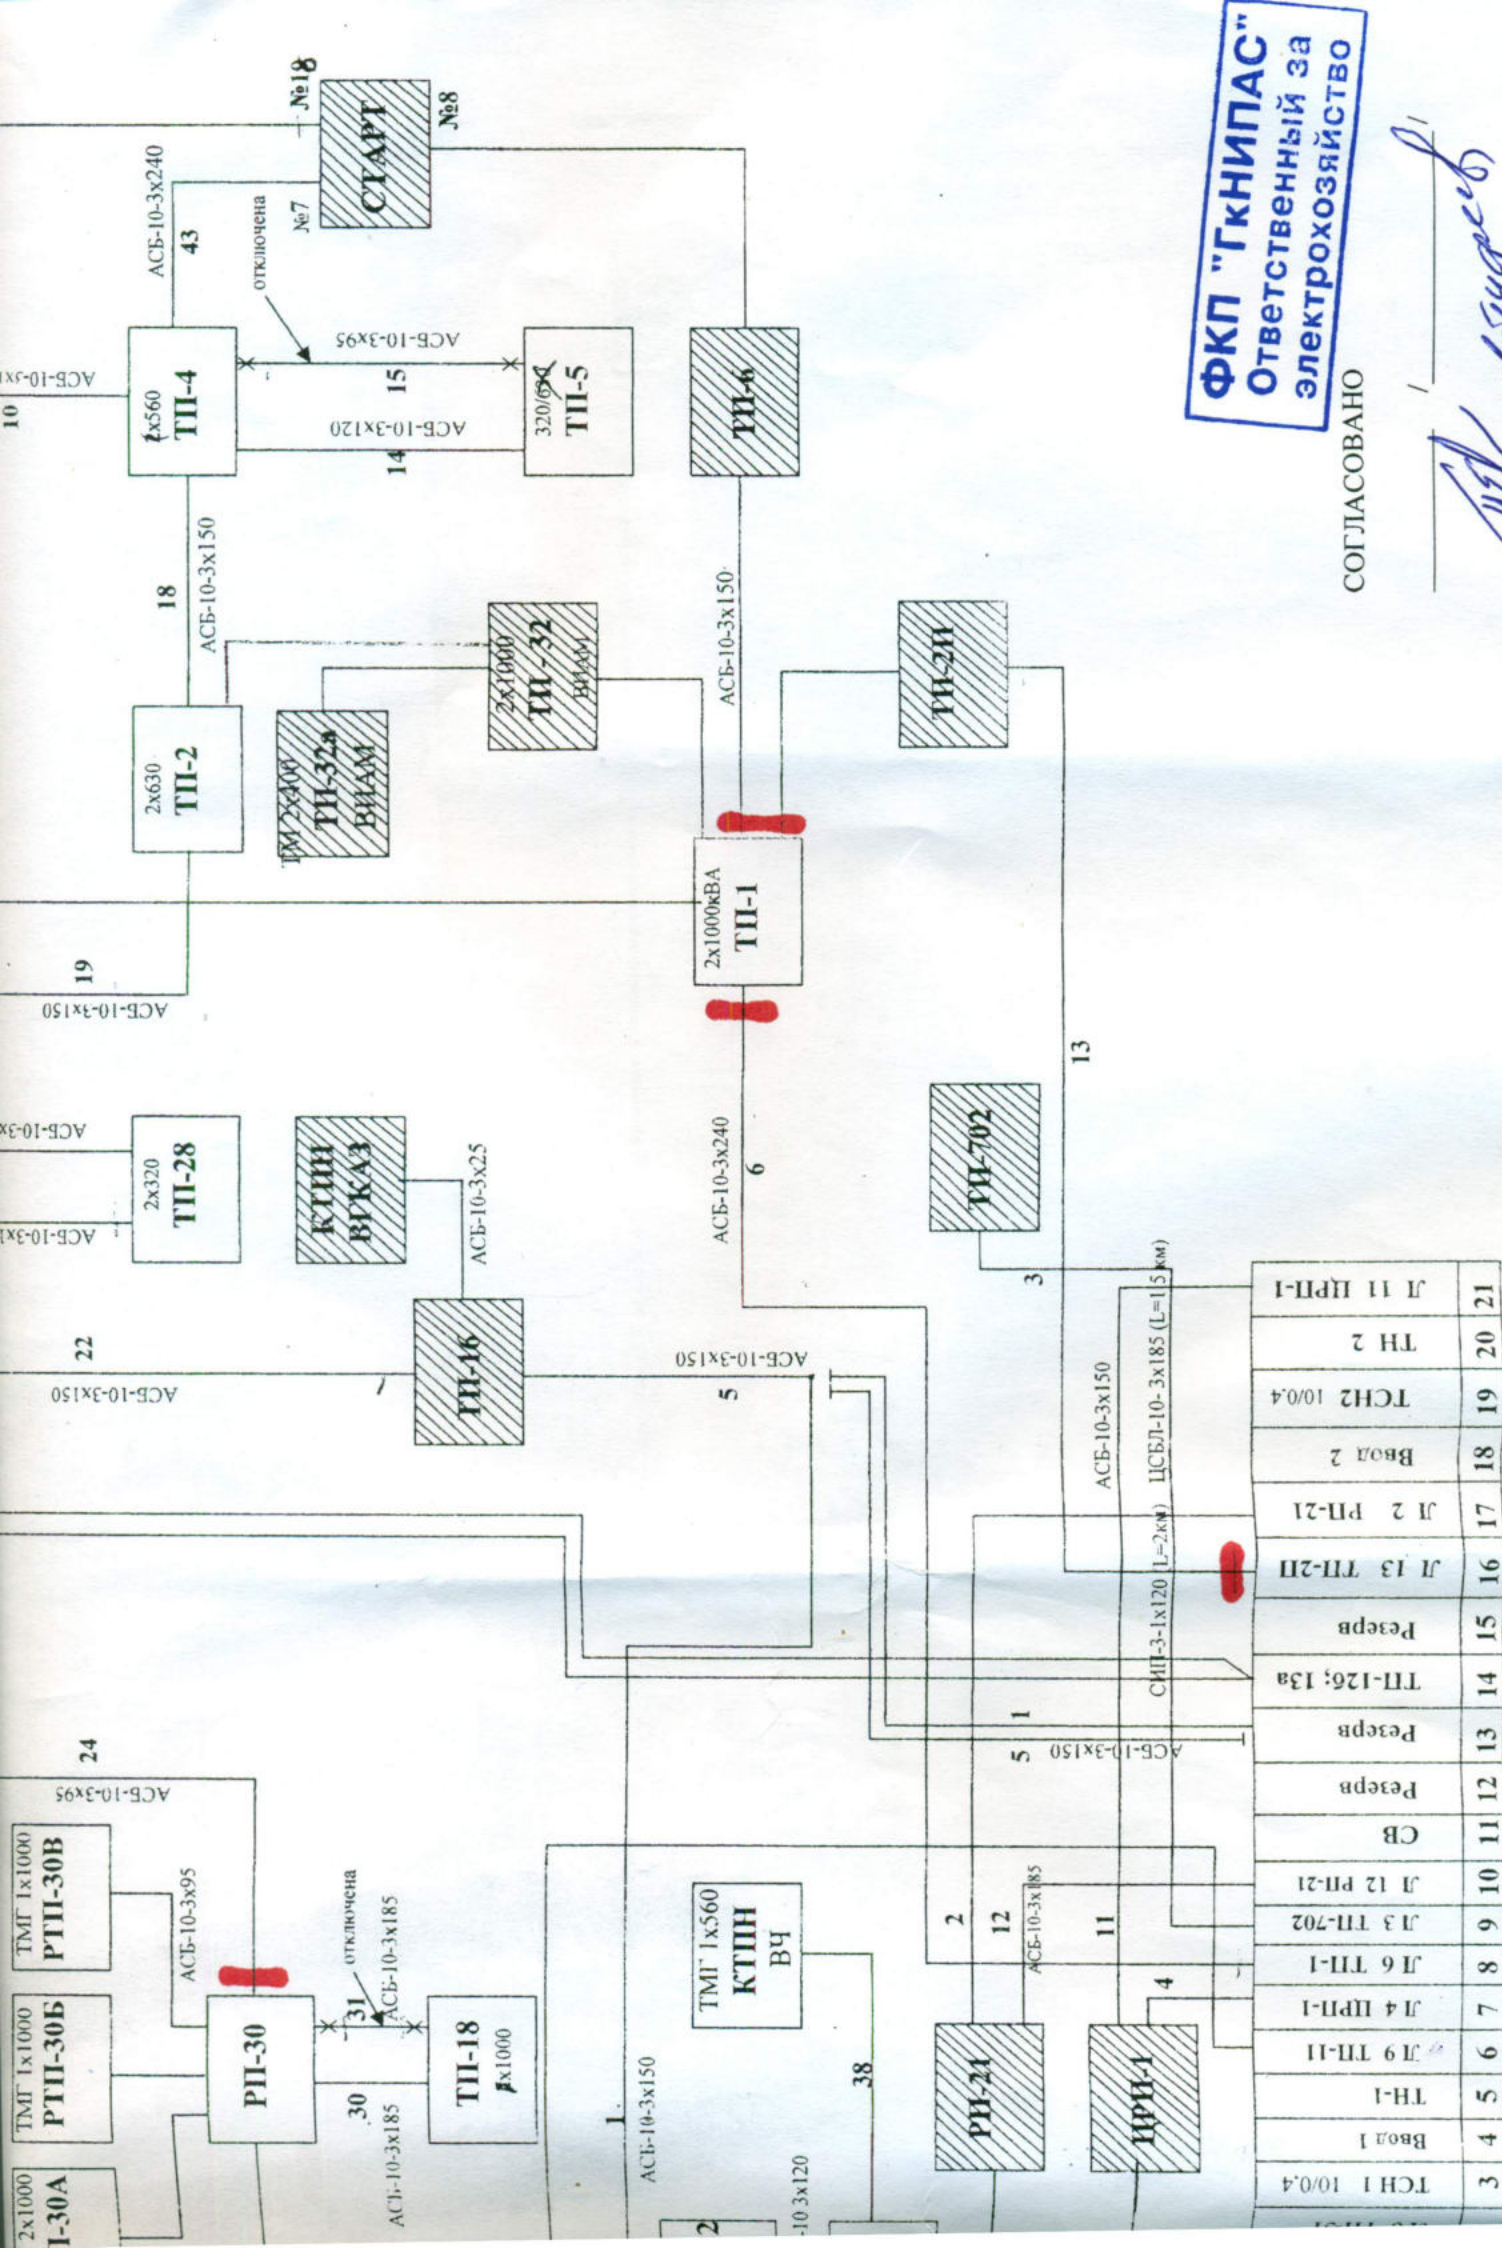 №19
8
СТАРТ
№8
№7
АСБ-10-3х240
43
отключена
10
2х560
ТП-4
АСБ-10-3х95
15
АСБ-10-3х120
14
320/630
ТП-5
ТП-6
18
АСБ-10-3х150
2х630
ТП-2
ТМ 2х400
ТП-32а
ВИАМ
2х1000
ТП - 32
ВИАМ
АСБ-10-3х150
ТП-2П
19
АСБ-10-3х150
2х1000кВА
ТП-1
13
2х320
ТП-28
КТПН
ВГКАЗ
АСБ-10-3х25
АСБ-10-3х240
6
ТП-702
3
22
АСБ-10-3х150
ТП-16
АСБ-10-3х150
5
АСБ-10-3х150
ЦСБЛ-10- 3х185 (L=1,5 км)
СИП-3-1х120 (L=2км)
1
5
АСБ-10-3х150
24
АСБ-10-3х95
ТМГ 1х1000
РТП-30В
АСБ-10-3х95
ТМГ 1х1000
РТП-30Б
2х1000
РП-30
31
отключена
АСБ-10-3х185
30
АСБ-10-3х185
ТП-18
1х1000
1
АСБ-10-3х150
ТМГ 1х560
КТПН
ВЧ
38
2
2
12
АСБ-10-3х185
11
4
РП-21
ЦРП-1
ТСН 1 10/0,4
3
Ввод 1
4
ТН-1
5
Л 9 ТП-11
6
Л 4 ЦРП-1
7
Л 6 ТП-1
8
Л 3 ТП-702
9
Л 12 РП-21
10
СВ
11
Резерв
12
Резерв
13
ТП-126; 13а
14
Резерв
15
Л 13 ТП-2П
16
Л 2 РП-21
17
Ввод 2
18
ТСН2 10/0,4
19
ТН 2
20
Л 11 ЦРП-1
21
ФКП "ГкНИПАС"
Ответственный за
электрохозяйство
СОГЛАСОВАНО